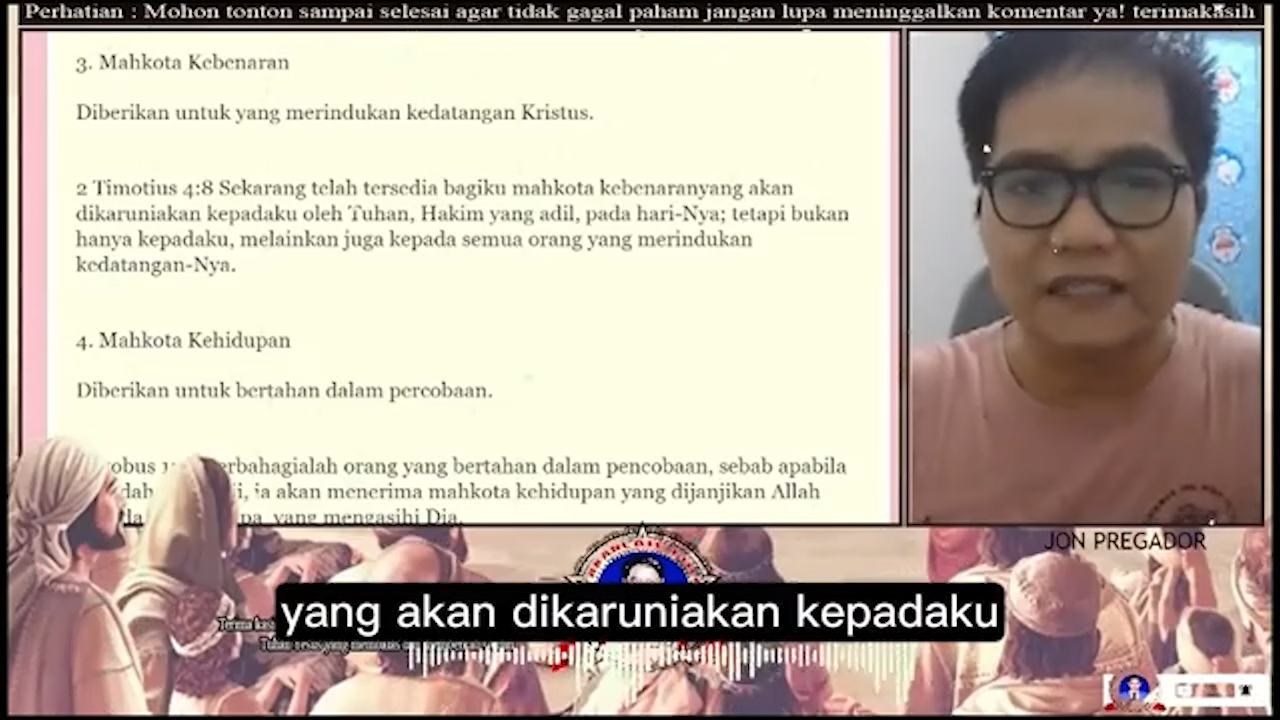 Perhatian : Mohon tonton sampai selesai agar tidak gagal paham jangan lupa meninggalkan komentar ya! terimakasih
3. Mahkota Kebenaran
Diberikan untuk yang merindukan kedatangan Kristus.
2 Timotius 4:8 Sekarang telah tersedia bagiku mahkota kebenaranyang akan
dikaruniakan kepadaku oleh Tuhan, Hakim yang adil, pada hari-Nya; tetapi bukan
hanya kepadaku, melainkan juga kepada semua orang yang merindukan
kedatangan-Nya.
4. Mahkota Kehidupan
Diberikan untuk bertahan dalam percobaan.
orang yang bertahan dalam pencobaan, sebab apabila
ia akan menerima mahkota kehidupan yang dijanjikan Allah
yang mengasihi Dia.
JON PREGADOR
yang akan dikaruniakan kepadaku